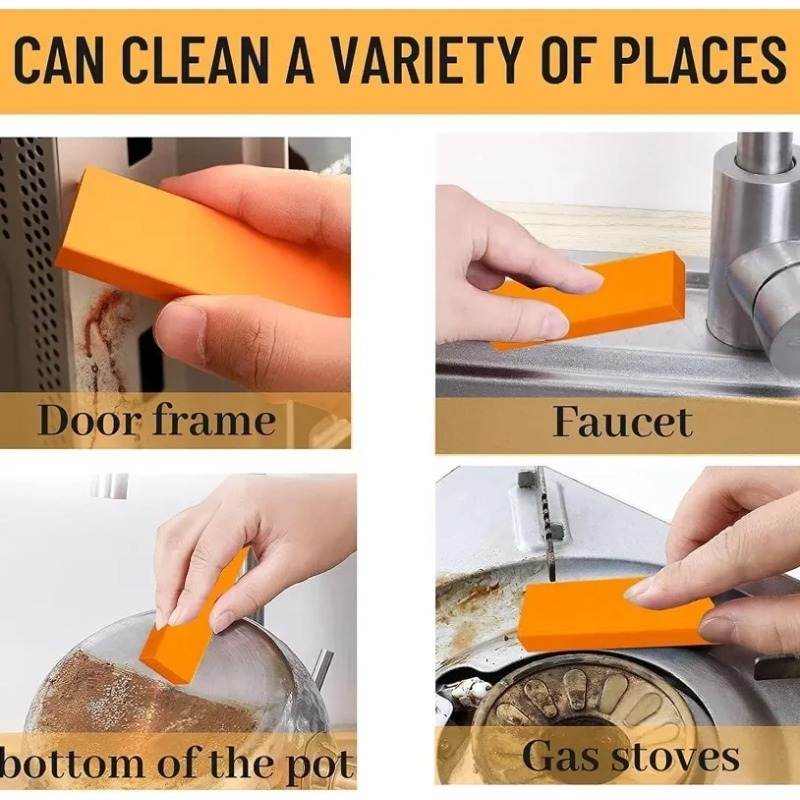 CAN CLEAN A VARIETY OF PLACES
Door frame
Faucet
bottom of the pot
Gas stoves